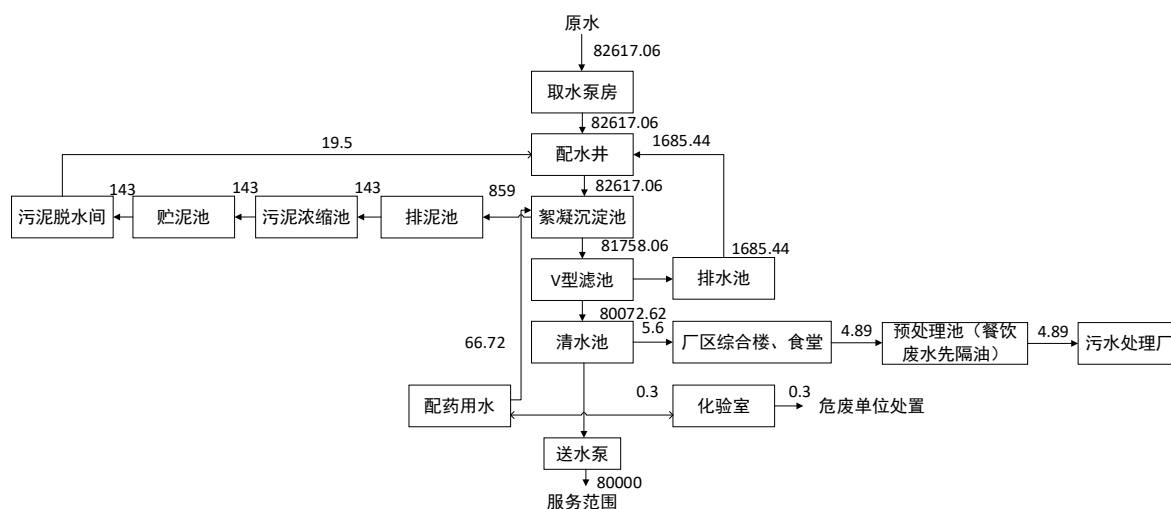 原水
82617.06
取水泵房
82617.06
19.5
1685.44
配水井
82617.06
143
143
143
859
污泥脱水间
贮泥池
污泥浓缩池
排泥池
絮凝沉淀池
81758.06
1685.44
V型滤池
排水池
80072.62
5.6
4.89
4.89
66.72
清水池
厂区综合楼、食堂
预处理池（餐饮
废水先隔油）
污水处理厂
0.3
0.3
配药用水
化验室
危废单位处置
送水泵
80000
服务范围